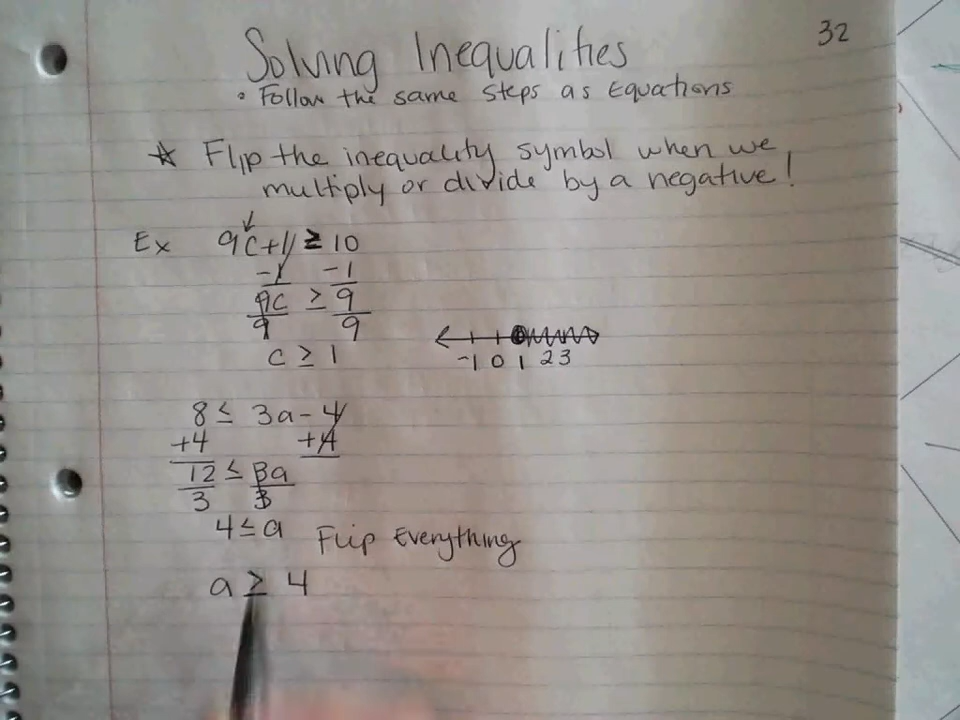 32
Solving Inequalities
• Follow the same steps as Equations
☆ Flip the inequality symbol when we
multiply or divide by a negative!
Ex 9c+1 ≥ 10
-1 -1
9c ≥ 9
9 9
c ≥ 1
-1 0 1 2 3
8 ≤ 3a - 4
+4 +4
12 ≤ 3a
3 3
4 ≤ a Flip Everything
a ≥ 4